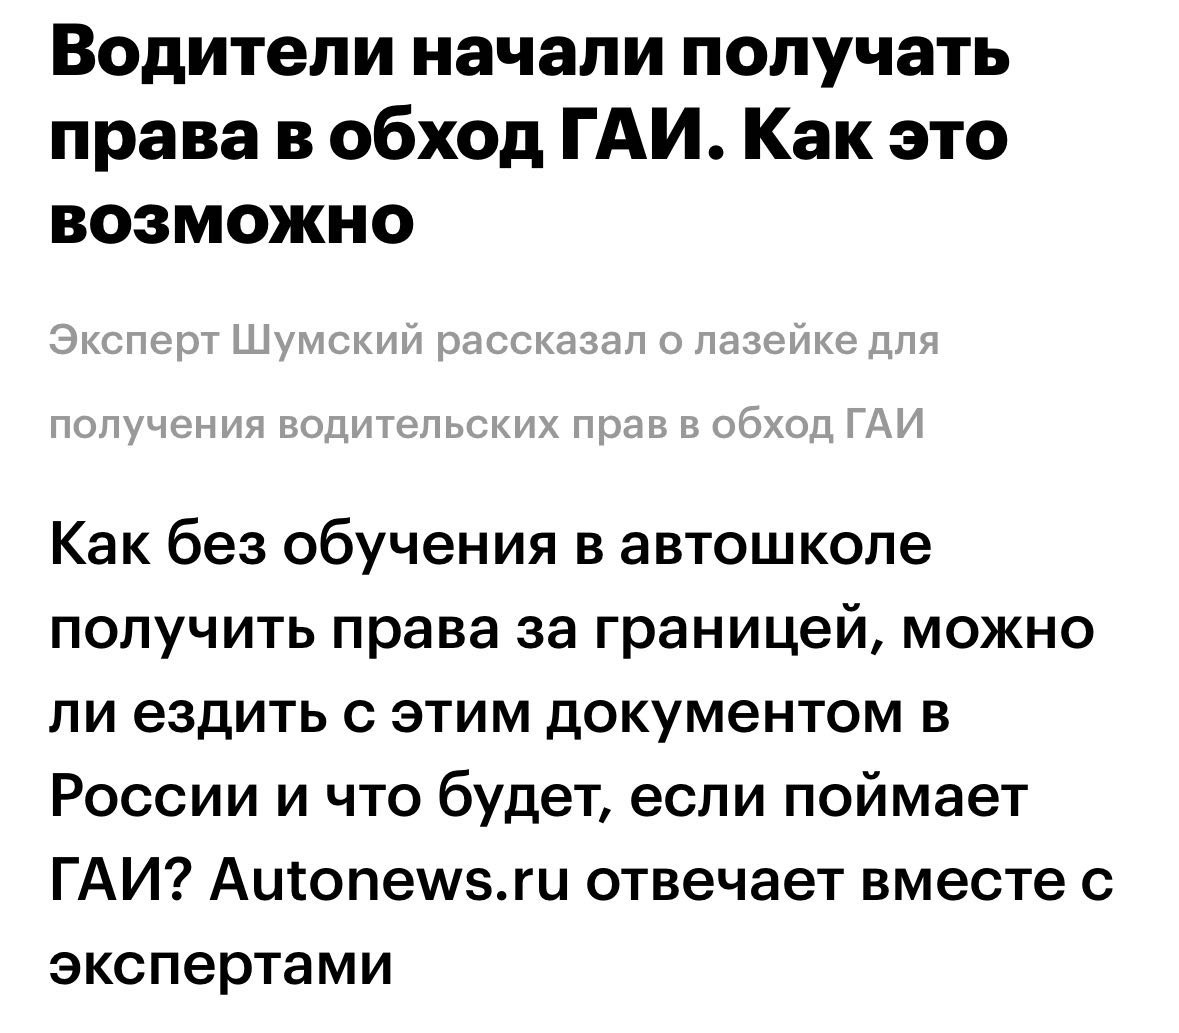 Водители начали получать
права в обход ГАИ. Как это
возможно
Эксперт Шумский рассказал о лазейке для
получения водительских прав в обход ГАИ
Как без обучения в автошколе
получить права за границей, можно
ли ездить с этим документом в
России и что будет, если поймает
ГАИ? Autonews.ru отвечает вместе с
экспертами